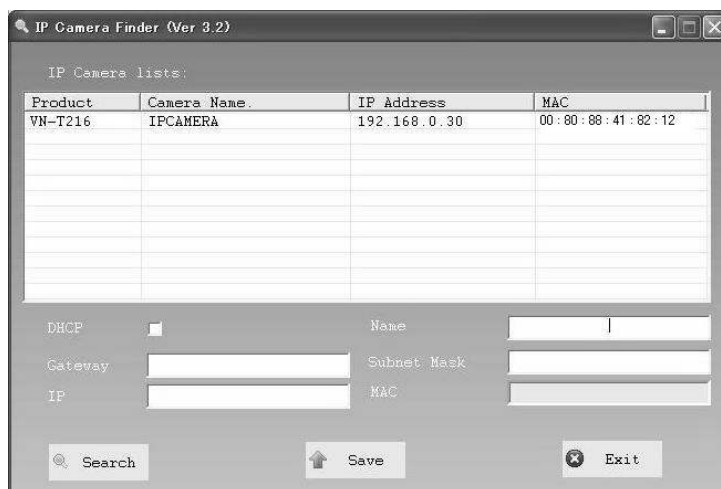 IP Camera Finder (Ver 3.2)
IP Camera lists:
Product Camera Name. IP Address MAC
VN-T216 IPCAMERA 192.168.0.30 00:80:88:41:82:12
DHCP Name
Gateway Subnet Mask
IP MAC
Search Save Exit